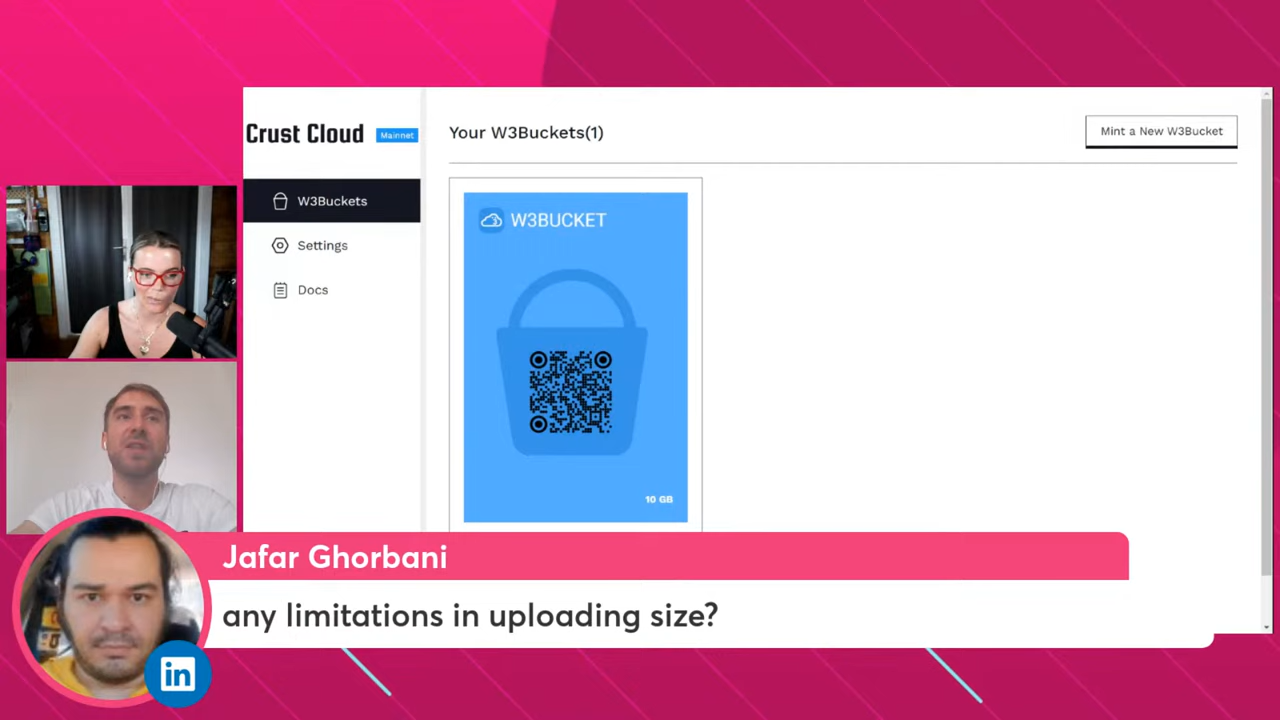 Crust Cloud
Mainnet
W3Buckets
Settings
Docs
Your W3Buckets(1)
Mint a New W3Bucket
W3BUCKET
10 GB
Jafar Ghorbani
any limitations in uploading size?
in